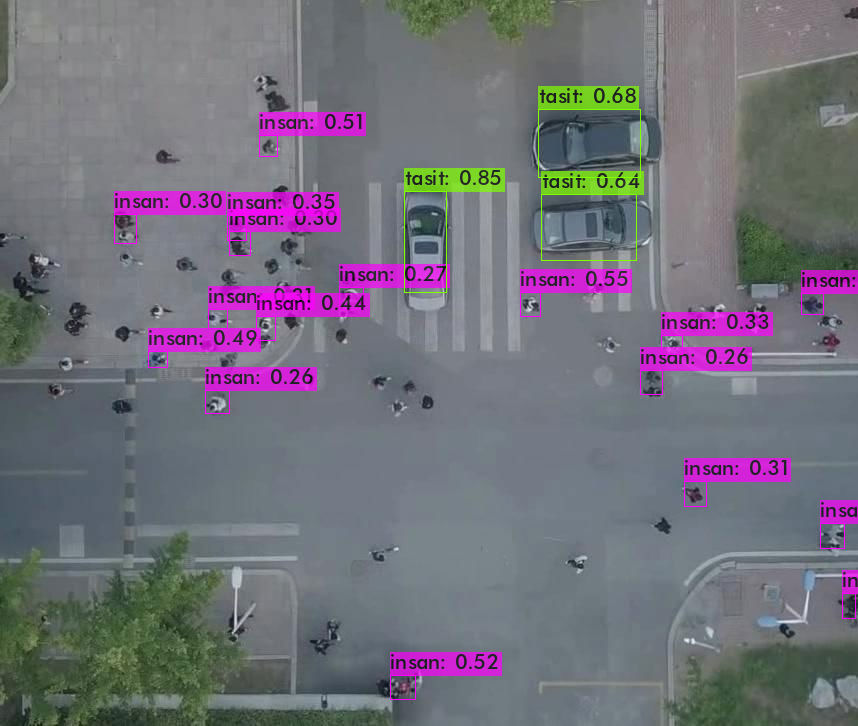 tasit: 0.68
insan: 0.51
tasit: 0.85
tasit: 0.64
insan: 0.30
insan: 0.35
insan: 0.30
insan: 0.27
insan: 0.55
insan:
insan: 0.31
insan: 0.44
insan: 0.33
insan: 0.49
insan: 0.26
insan: 0.26
insan: 0.31
insa
in
insan: 0.52